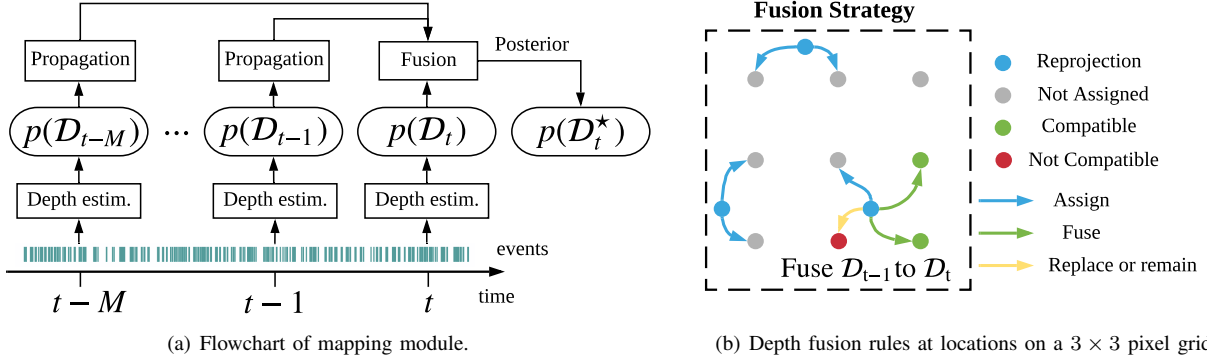 Propagation
Propagation
Fusion
Posterior
p(𝒟ₜ₋M)
...
p(𝒟ₜ₋₁)
p(𝒟ₜ)
p(𝒟ₜ★)
Depth estim.
Depth estim.
Depth estim.
events
t − M
t − 1
t
time
(a) Flowchart of mapping module.
Fusion Strategy
Fuse 𝒟ₜ₋₁ to 𝒟ₜ
Reprojection
Not Assigned
Compatible
Not Compatible
Assign
Fuse
Replace or remain
(b) Depth fusion rules at locations on a 3 × 3 pixel grid